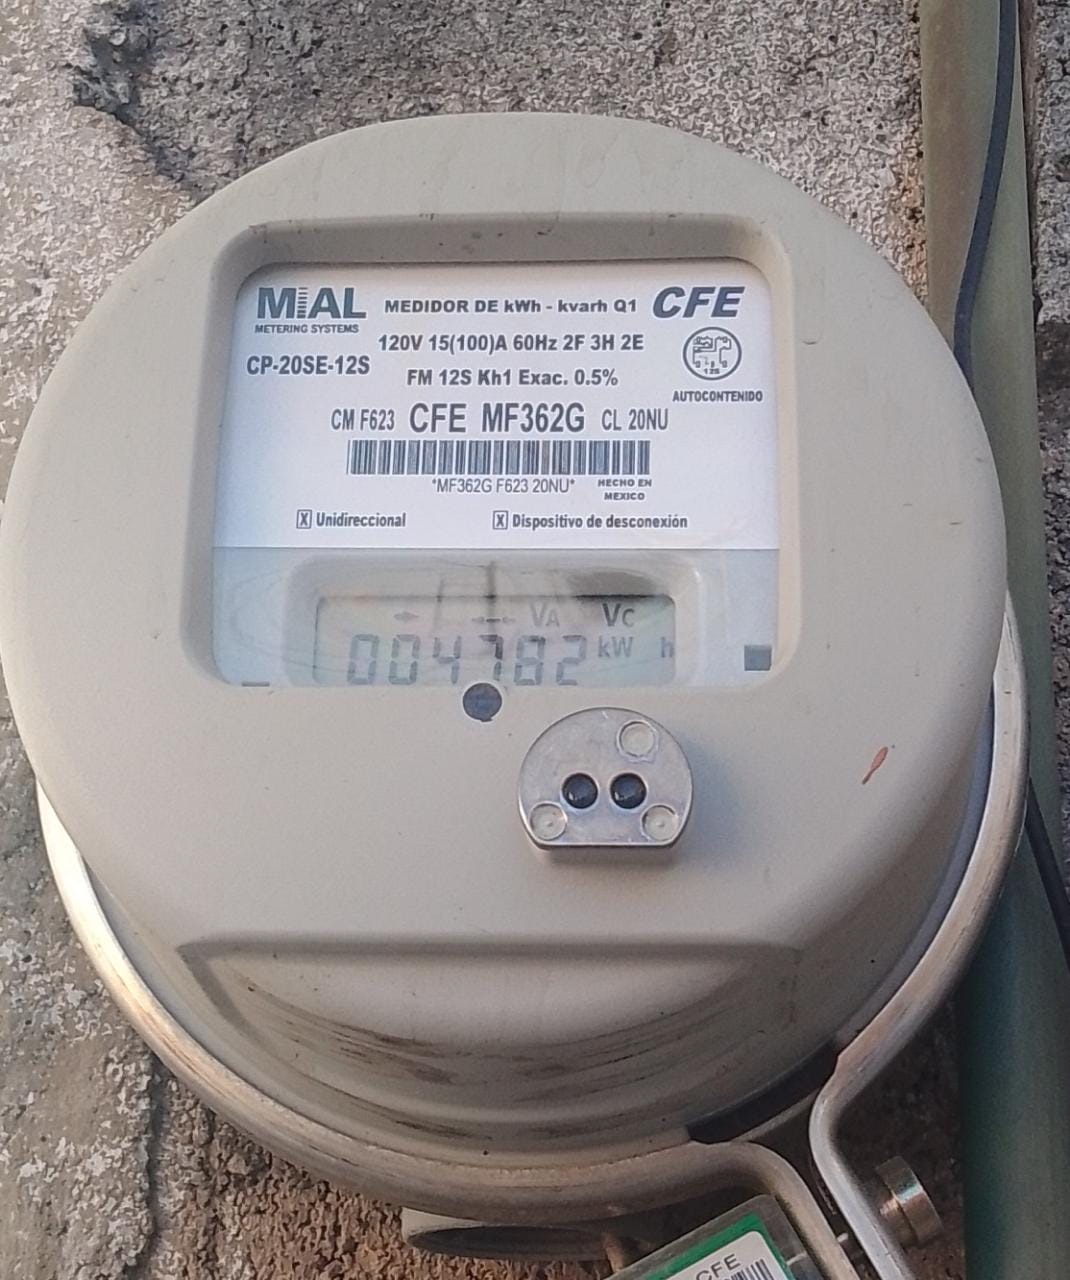 MIAL
METERING SYSTEMS
MEDIDOR DE kWh - kvarh Q1
CFE
120V 15(100)A 60Hz 2F 3H 2E
CP-20SE-12S
FM 12S Kh1 Exac. 0.5%
12S
AUTOCONTENIDO
CM F623 CFE MF362G CL 20NU
*MF362G F623 20NU*
HECHO EN
MEXICO
X Unidireccional
X Dispositivo de desconexión
VA VC
004782 kW h
CFE